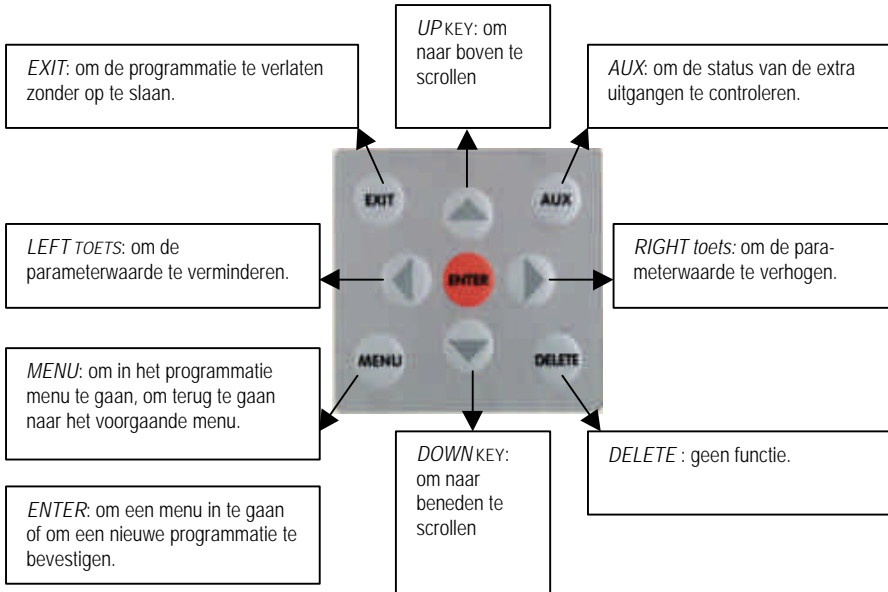 UP KEY: om
naar boven te
scrollen
EXIT: om de programmatie te verlaten
zonder op te slaan.
AUX: om de status van de extra
uitgangen te controleren.
EXIT
AUX
LEFT TOETS: om de
parameterwaarde te verminderen.
ENTER
RIGHT toets: om de para-
meterwaarde te verhogen.
MENU
DELETE
MENU: om in het programmatie
menu te gaan, om terug te gaan
naar het voorgaande menu.
DOWN KEY:
om naar
beneden te
scrollen
DELETE : geen functie.
ENTER: om een menu in te gaan
of om een nieuwe programmatie te
bevestigen.